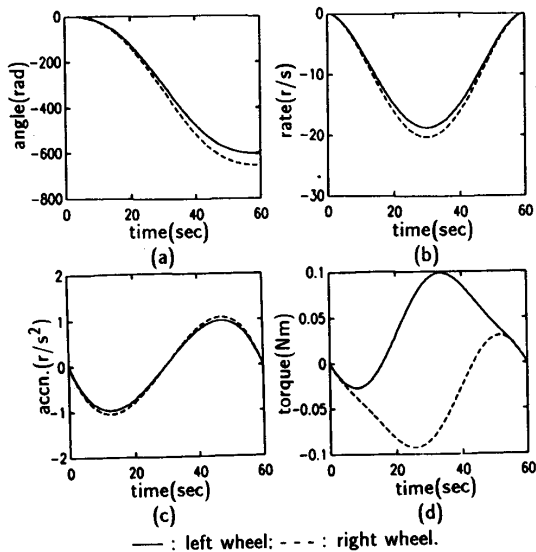 0
-200
-400
-600
-800
angle(rad)
0 20 40 60
time(sec)
(a)
0
-10
-20
-30
rate(r/s)
0 20 40 60
time(sec)
(b)
2
1
0
-1
-2
accn.(r/s²)
0 20 40 60
time(sec)
(c)
0.1
0.05
0
-0.05
-0.1
torque(Nm)
0 20 40 60
time(sec)
(d)
—— : left wheel; - - - : right wheel.